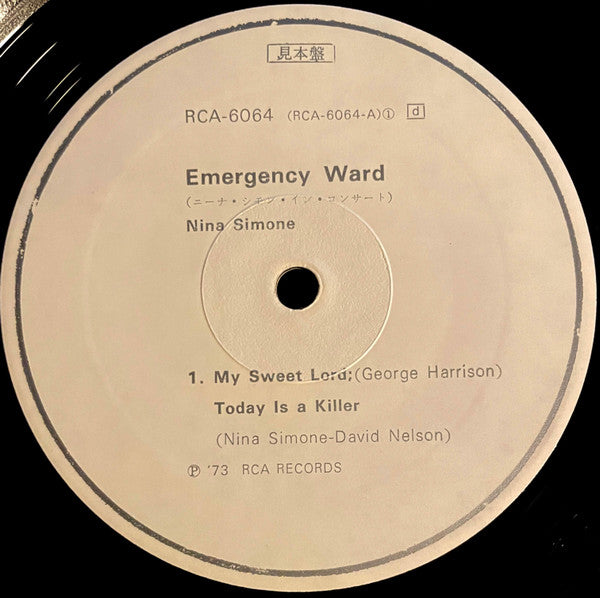 見本盤
RCA-6064 (RCA-6064-A)① d
Emergency Ward
(ニーナ・シモン・イン・コンサート)
Nina Simone
1. My Sweet Lord;(George Harrison)
Today Is a Killer
(Nina Simone-David Nelson)
Ⓟ '73 RCA RECORDS